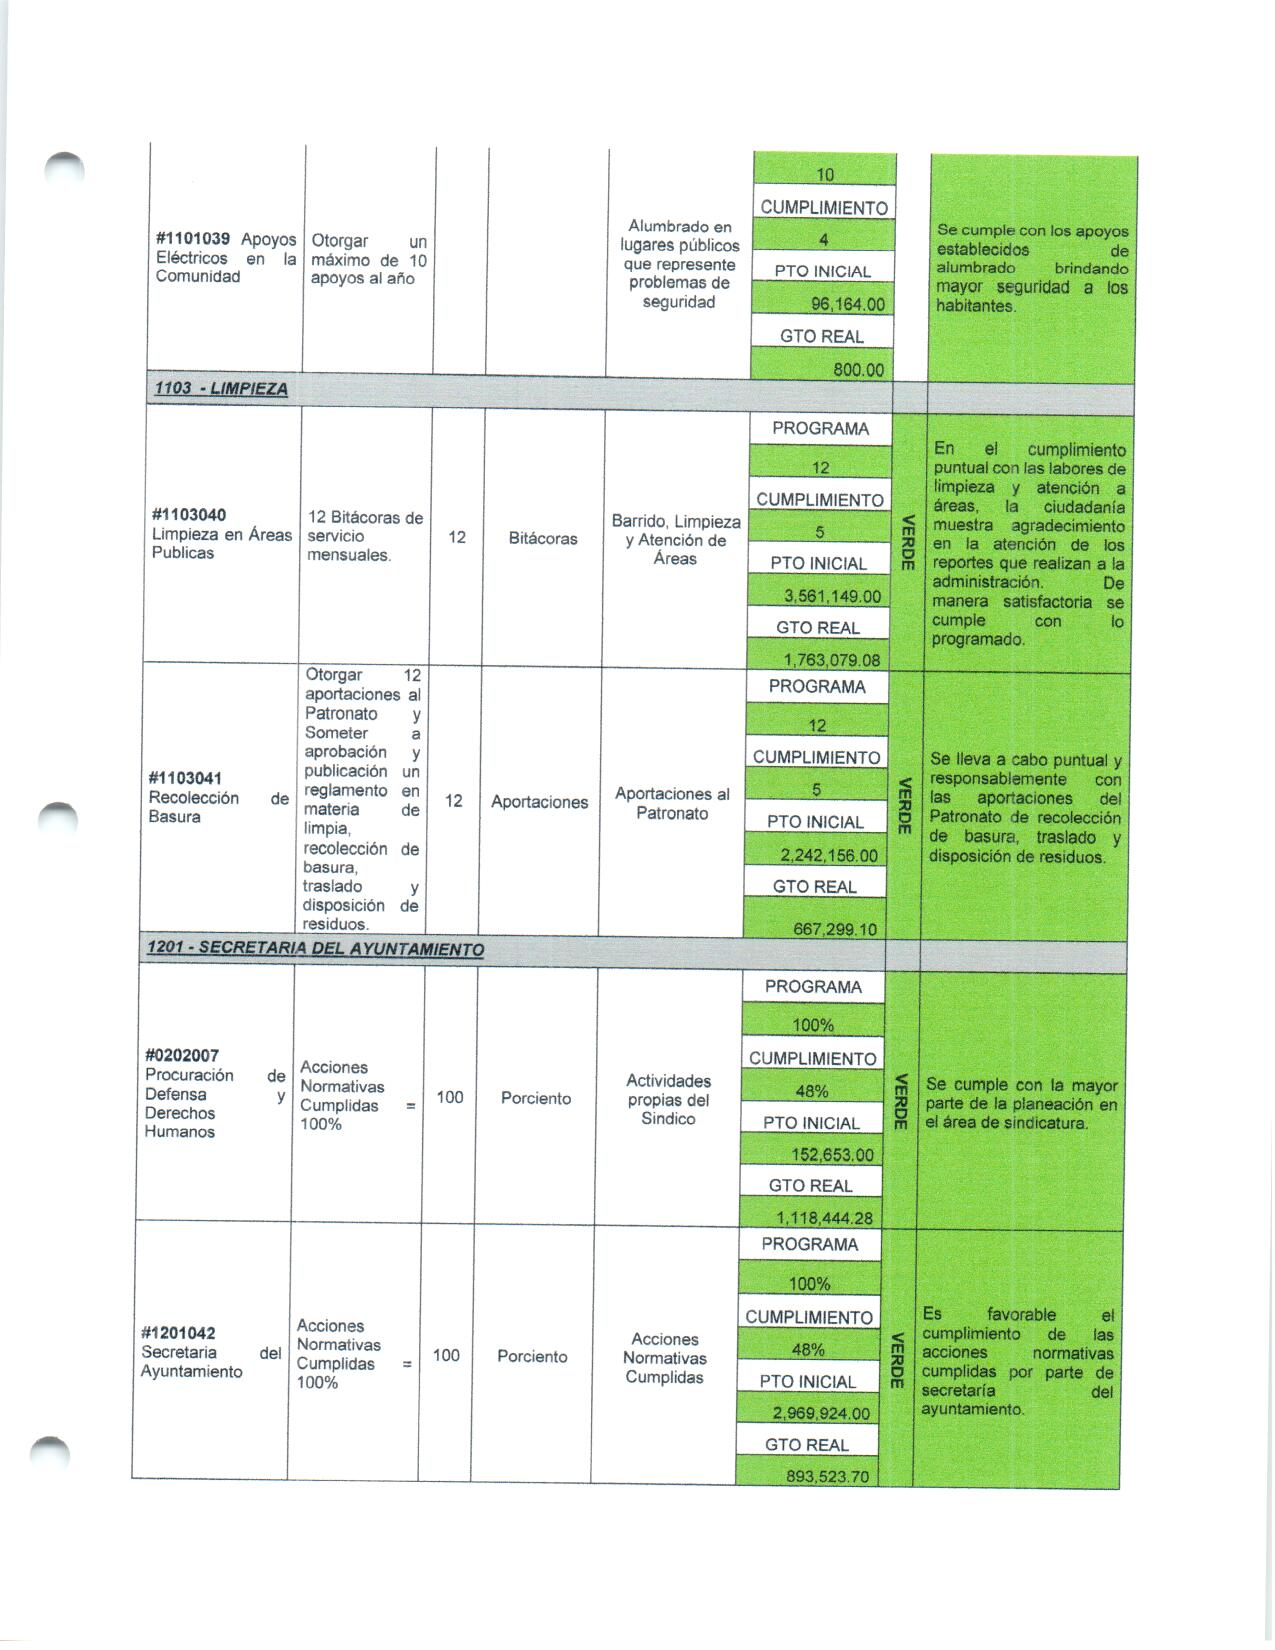 #1101039 Apoyos
Eléctricos en la
Comunidad
Otorgar un
máximo de 10
apoyos al año
Alumbrado en
lugares públicos
que represente
problemas de
seguridad
10
CUMPLIMIENTO
4
PTO INICIAL
96,164.00
GTO REAL
800.00
Se cumple con los apoyos
establecidos de
alumbrado brindando
mayor seguridad a los
habitantes.
1103 - LIMPIEZA
#1103040
Limpieza en Áreas
Publicas
12 Bitácoras de
servicio
mensuales.
12
Bitácoras
Barrido, Limpieza
y Atención de
Áreas
PROGRAMA
12
CUMPLIMIENTO
5
PTO INICIAL
3,561,149.00
GTO REAL
1,763,079.08
VERDE
En el cumplimiento
puntual con las labores de
limpieza y atención a
áreas, la ciudadanía
muestra agradecimiento
en la atención de los
reportes que realizan a la
administración. De
manera satisfactoria se
cumple con lo
programado.
#1103041
Recolección de
Basura
Otorgar 12
aportaciones al
Patronato y
Someter a
aprobación y
publicación un
reglamento en
materia de
limpia,
recolección de
basura,
traslado y
disposición de
residuos.
12
Aportaciones
Aportaciones al
Patronato
PROGRAMA
12
CUMPLIMIENTO
5
PTO INICIAL
2,242,156.00
GTO REAL
667,299.10
VERDE
Se lleva a cabo puntual y
responsablemente con
las aportaciones del
Patronato de recolección
de basura, traslado y
disposición de residuos.
1201 - SECRETARIA DEL AYUNTAMIENTO
#0202007
Procuración de
Defensa y
Derechos
Humanos
Acciones
Normativas
Cumplidas =
100%
100
Porciento
Actividades
propias del
Sindico
PROGRAMA
100%
CUMPLIMIENTO
48%
PTO INICIAL
152,653.00
GTO REAL
1,118,444.28
VERDE
Se cumple con la mayor
parte de la planeación en
el área de sindicatura.
#1201042
Secretaria del
Ayuntamiento
Acciones
Normativas
Cumplidas =
100%
100
Porciento
Acciones
Normativas
Cumplidas
PROGRAMA
100%
CUMPLIMIENTO
48%
PTO INICIAL
2,969,924.00
GTO REAL
893,523.70
VERDE
Es favorable el
cumplimiento de las
acciones normativas
cumplidas por parte de
secretaría del
ayuntamiento.